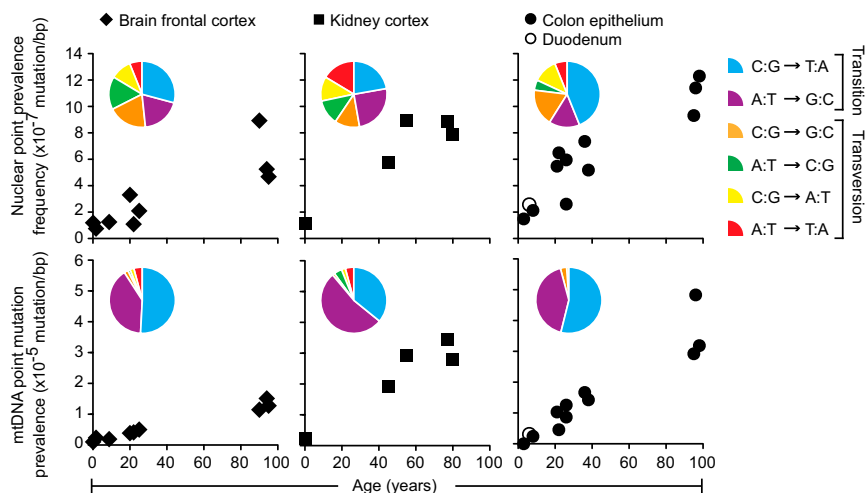 Brain frontal cortex
Kidney cortex
Colon epithelium
Duodenum
Nuclear point prevalence
frequency (x10-7 mutation/bp)
14
12
10
8
6
4
2
0
C:G → T:A
A:T → G:C
C:G → G:C
A:T → C:G
C:G → A:T
A:T → T:A
Transition
Transversion
mtDNA point mutation
prevalence (x10-5 mutation/bp)
6
5
4
3
2
1
0
0 20 40 60 80 100
0 20 40 60 80 100
0 20 40 60 80 100
Age (years)